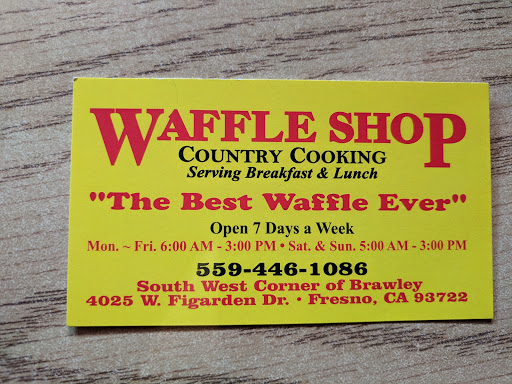 WAFFLE SHOP
COUNTRY COOKING
Serving Breakfast & Lunch
"The Best Waffle Ever"
Open 7 Days a Week
Mon. ~ Fri. 6:00 AM - 3:00 PM • Sat. & Sun. 5:00 AM - 3:00 PM
559-446-1086
South West Corner of Brawley
4025 W. Figarden Dr. • Fresno, CA 93722